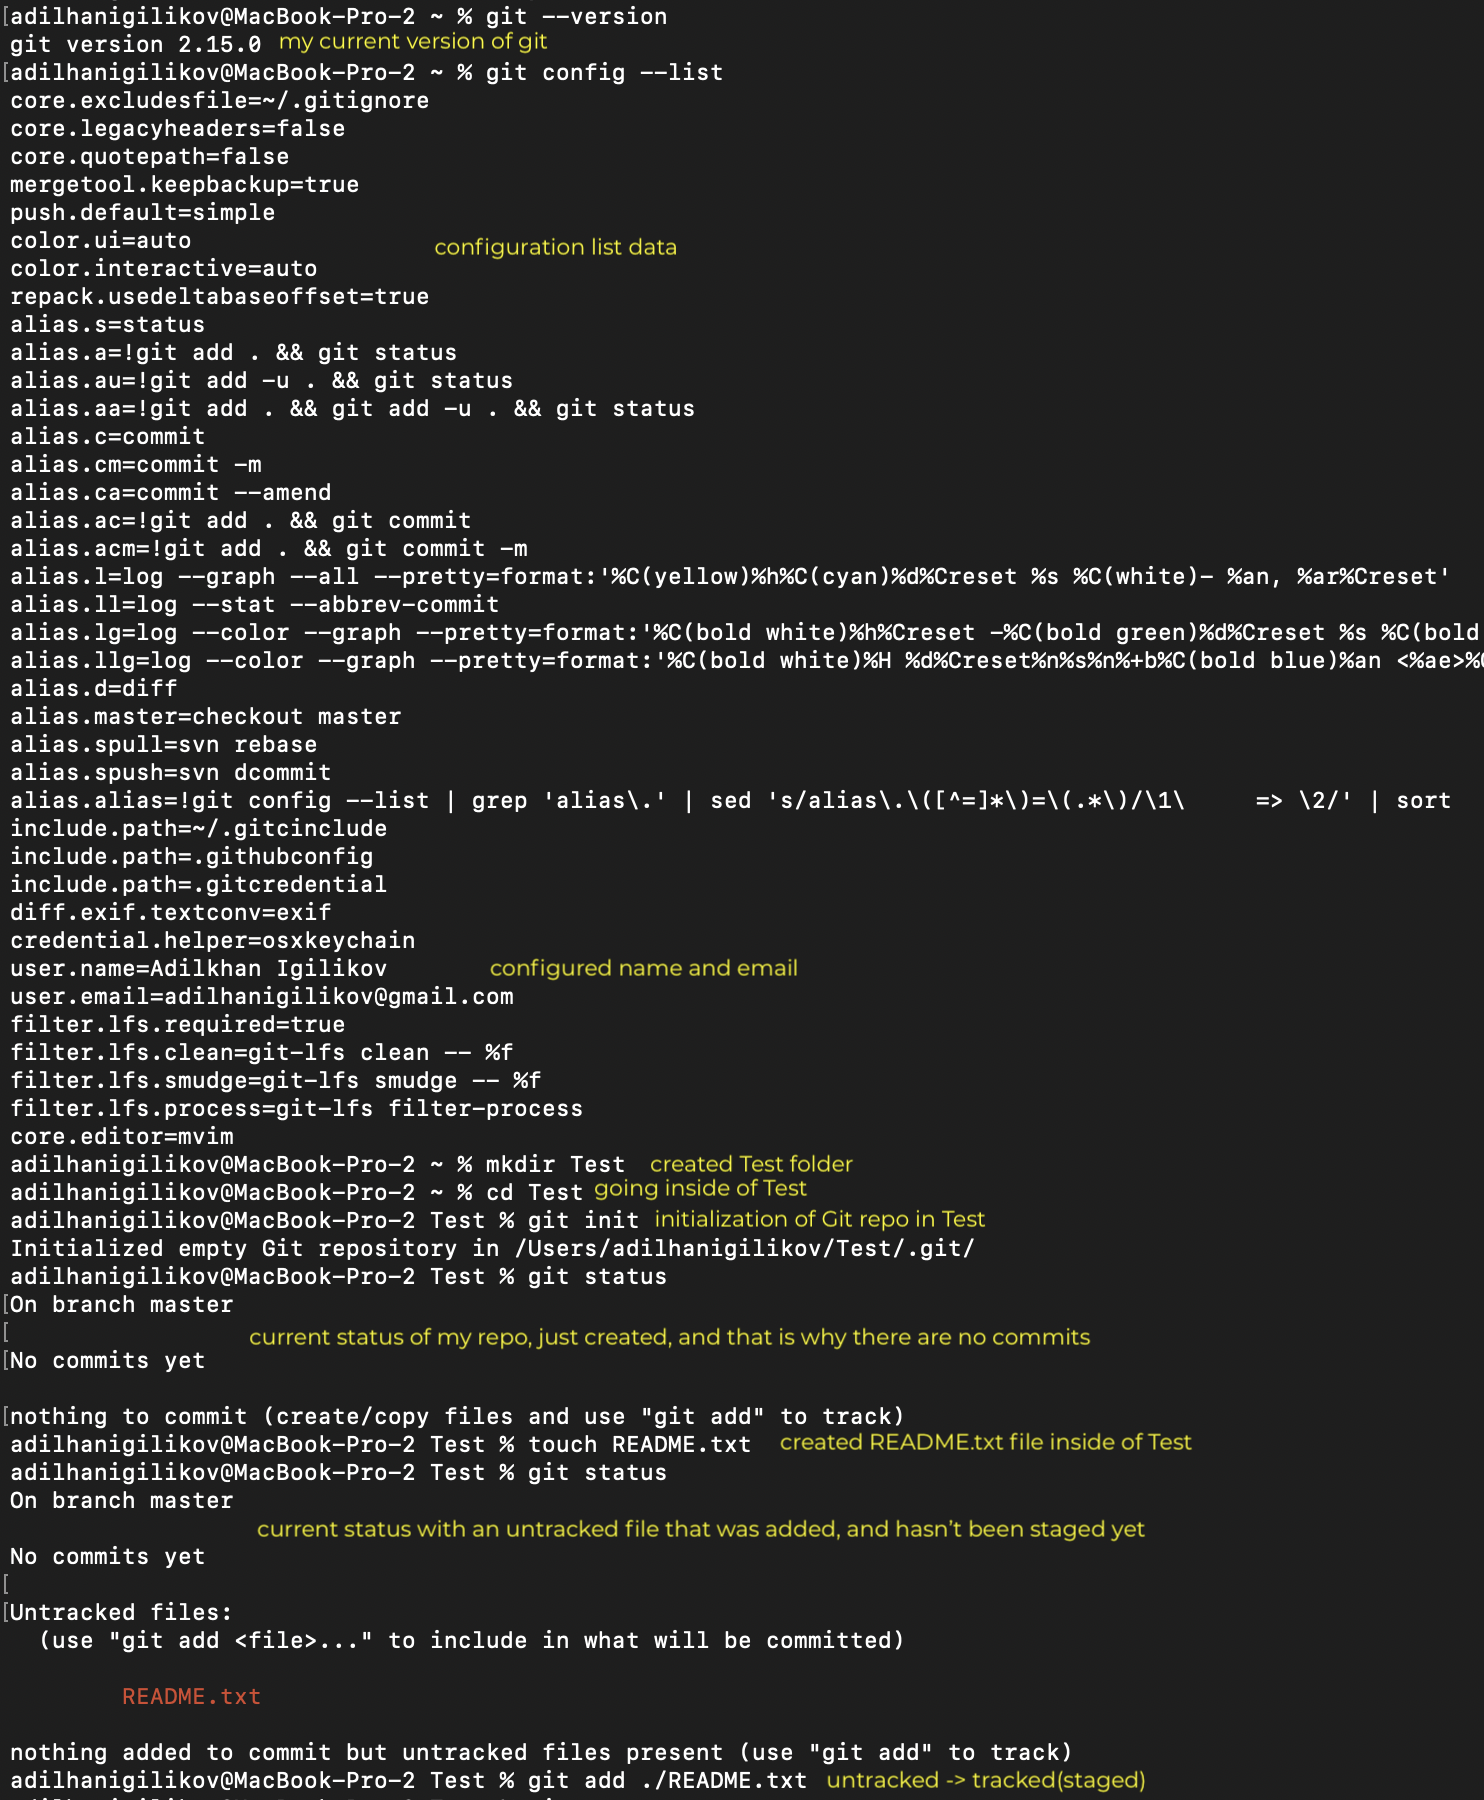 [adilhanigilikov@MacBook-Pro-2 ~ % git --version
git version 2.15.0 my current version of git
[adilhanigilikov@MacBook-Pro-2 ~ % git config --list
core.excludesfile=~/.gitignore
core.legacyheaders=false
core.quotepath=false
mergetool.keepbackup=true
push.default=simple
color.ui=auto
configuration list data
color.interactive=auto
repack.usedeltabaseoffset=true
alias.s=status
alias.a=!git add . && git status
alias.au=!git add -u . && git status
alias.aa=!git add . && git add -u . && git status
alias.c=commit
alias.cm=commit -m
alias.ca=commit --amend
alias.ac=!git add . && git commit
alias.acm=!git add . && git commit -m
alias.l=log --graph --all --pretty=format:'%C(yellow)%h%C(cyan)%d%Creset %s %C(white)- %an, %ar%Creset'
alias.ll=log --stat --abbrev-commit
alias.lg=log --color --graph --pretty=format:'%C(bold white)%h%Creset -%C(bold green)%d%Creset %s %C(bold
alias.llg=log --color --graph --pretty=format:'%C(bold white)%H %d%Creset%n%s%n%+b%C(bold blue)%an <%ae>%C
alias.d=diff
alias.master=checkout master
alias.spull=svn rebase
alias.spush=svn dcommit
alias.alias=!git config --list | grep 'alias\.' | sed 's/alias\.\([^=]*\)=\(.*\)/\1\     => \2/' | sort
include.path=~/.gitcinclude
include.path=.githubconfig
include.path=.gitcredential
diff.exif.textconv=exif
credential.helper=osxkeychain
user.name=Adilkhan Igilikov configured name and email
user.email=adilhanigilikov@gmail.com
filter.lfs.required=true
filter.lfs.clean=git-lfs clean -- %f
filter.lfs.smudge=git-lfs smudge -- %f
filter.lfs.process=git-lfs filter-process
core.editor=mvim
adilhanigilikov@MacBook-Pro-2 ~ % mkdir Test created Test folder
adilhanigilikov@MacBook-Pro-2 ~ % cd Test going inside of Test
adilhanigilikov@MacBook-Pro-2 Test % git init initialization of Git repo in Test
Initialized empty Git repository in /Users/adilhanigilikov/Test/.git/
adilhanigilikov@MacBook-Pro-2 Test % git status
[On branch master
[
current status of my repo, just created, and that is why there are no commits
[No commits yet
[nothing to commit (create/copy files and use "git add" to track)
adilhanigilikov@MacBook-Pro-2 Test % touch README.txt created README.txt file inside of Test
adilhanigilikov@MacBook-Pro-2 Test % git status
On branch master
current status with an untracked file that was added, and hasn't been staged yet
No commits yet
[
[Untracked files:
(use "git add <file>..." to include in what will be committed)
README.txt
nothing added to commit but untracked files present (use "git add" to track)
adilhanigilikov@MacBook-Pro-2 Test % git add ./README.txt untracked -> tracked(staged)